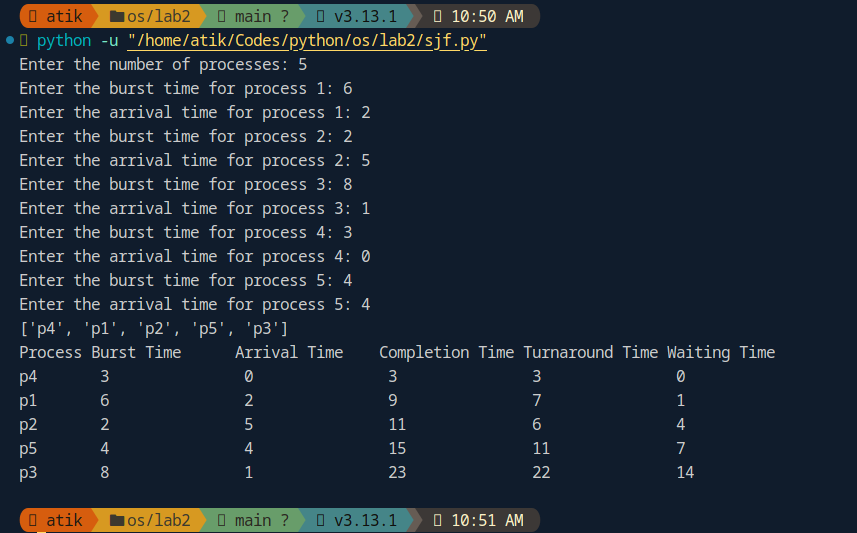 atik os/lab2 main ? v3.13.1 10:50 AM
python -u "/home/atik/Codes/python/os/lab2/sjf.py"
Enter the number of processes: 5
Enter the burst time for process 1: 6
Enter the arrival time for process 1: 2
Enter the burst time for process 2: 2
Enter the arrival time for process 2: 5
Enter the burst time for process 3: 8
Enter the arrival time for process 3: 1
Enter the burst time for process 4: 3
Enter the arrival time for process 4: 0
Enter the burst time for process 5: 4
Enter the arrival time for process 5: 4
['p4', 'p1', 'p2', 'p5', 'p3']
Process Burst Time Arrival Time Completion Time Turnaround Time Waiting Time
p4 3 0 3 3 0
p1 6 2 9 7 1
p2 2 5 11 6 4
p5 4 4 15 11 7
p3 8 1 23 22 14
atik os/lab2 main ? v3.13.1 10:51 AM